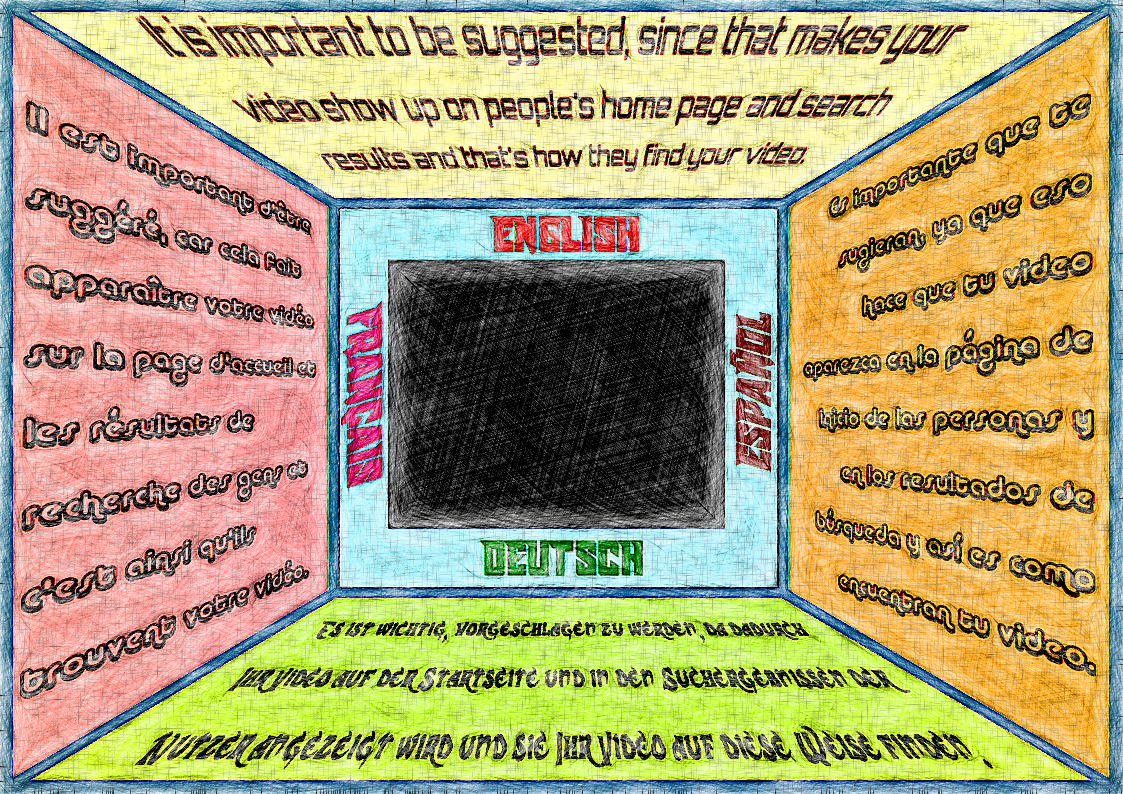 It is important to be suggested, since that makes your
video show up on people's home page and search
results and that's how they find your video.
Il est important d'être
suggéré, car cela fait
apparaître votre vidéo
sur la page d'accueil et
les résultats de
recherche des gens et
c'est ainsi qu'ils
trouvent votre vidéo.
ENGLISH
FRANÇAIS
ESPAÑOL
DEUTSCH
Es importante que te
sugieran, ya que eso
hace que tu video
aparezca en la página de
inicio de las personas y
en los resultados de
búsqueda y así es como
encuentran tu video.
Es ist wichtig, vorgeschlagen zu werden, da dadurch
Ihr Video auf der Startseite und in den Suchergebnissen der
Nutzer angezeigt wird und sie Ihr Video auf diese Weise finden.